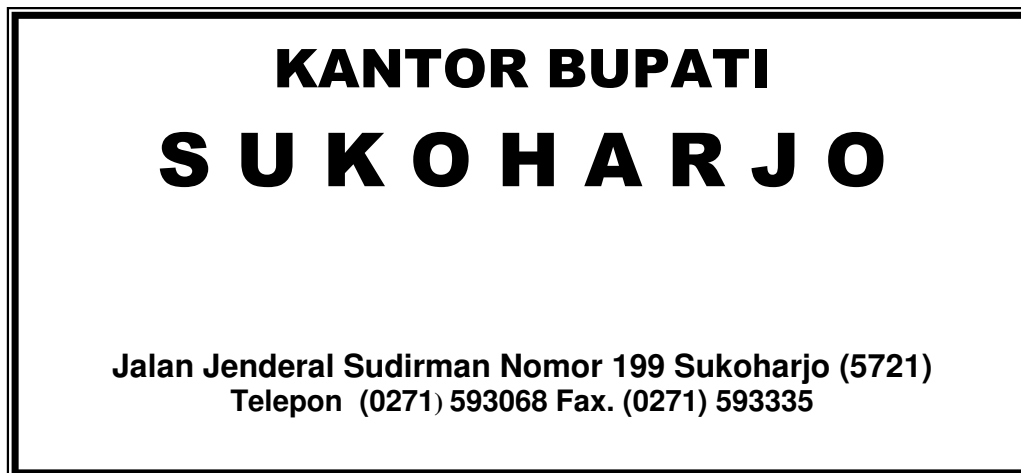 KANTOR BUPATI
S U K O H A R J O
Jalan Jenderal Sudirman Nomor 199 Sukoharjo (5721)
Telepon  (0271) 593068 Fax. (0271) 593335